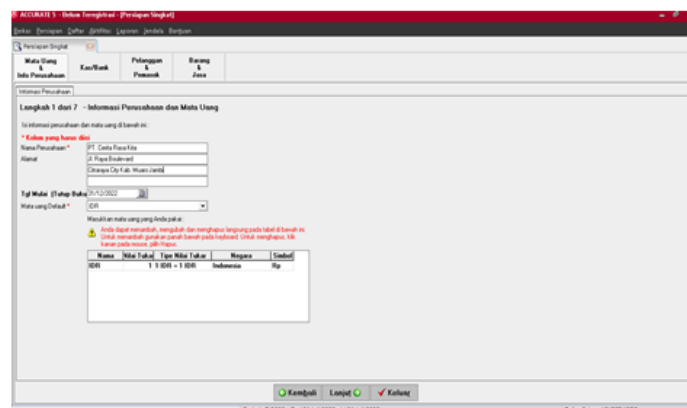 ACCURATE 5 - Belum Teregistrasi - [Persiapan Singkat]
Berkas Persiapan Daftar Aktifitas Laporan Jendela Bantuan
Persiapan Singkat
Mata Uang & Info Perusahaan
Kas/Bank
Pelanggan & Pemasok
Barang & Jasa
Informasi Perusahaan
Langkah 1 dari 7 - Informasi Perusahaan dan Mata Uang
Isi informasi perusahaan dan mata uang di bawah ini :
* Kolom yang harus diisi
Nama Perusahaan * PT. Cerita Rasa Kita
Alamat Jl. Raya Boulevard
Citraraya City Kab. Muaro Jambi
Tgl Mulai (Tutup Buku 31/12/2022
Mata uang Default * IDR
Masukkan mata uang yang Anda pakai :
Anda dapat menambah, mengubah dan menghapus langsung pada tabel di bawah ini.
Untuk menambah gunakan panah bawah pada keyboard. Untuk menghapus, klik
kanan pada mouse, pilih Hapus.
Nama Nilai Tukar Tipe Nilai Tukar Negara Simbol
IDR 1 1 IDR = 1 IDR Indonesia Rp
Kembali Lanjut Keluar